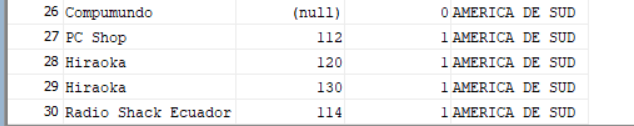 26 Compumundo (null) 0 AMERICA DE SUD
27 PC Shop 112 1 AMERICA DE SUD
28 Hiraoka 120 1 AMERICA DE SUD
29 Hiraoka 130 1 AMERICA DE SUD
30 Radio Shack Ecuador 114 1 AMERICA DE SUD